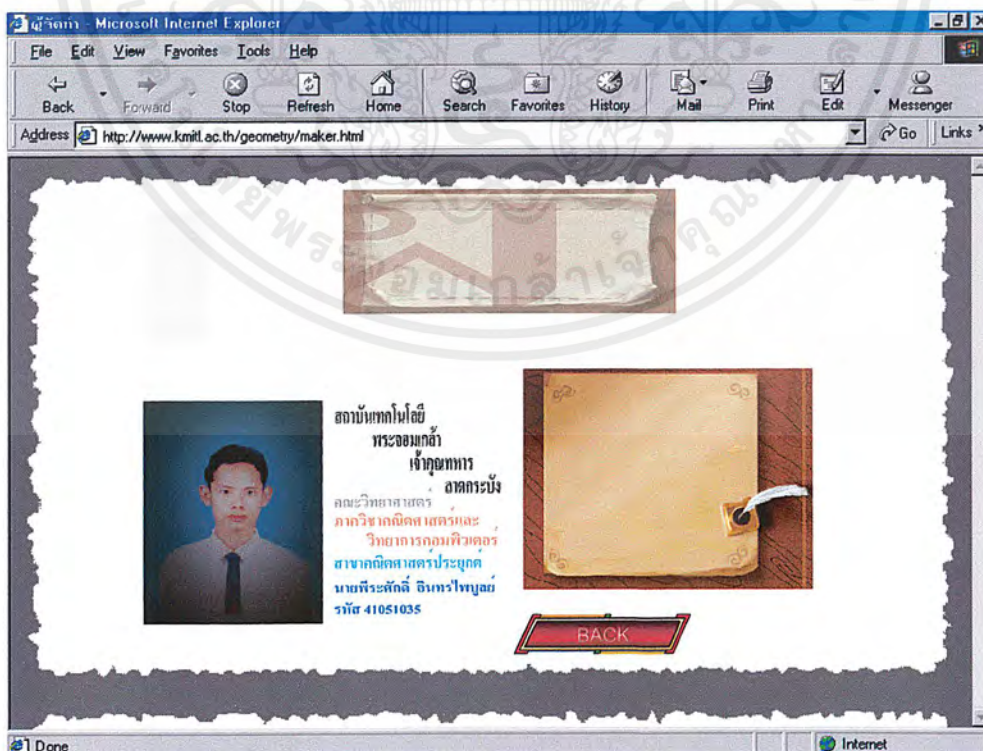 ผู้จัดทำ - Microsoft Internet Explorer
File Edit View Favorites Tools Help
Back Forward Stop Refresh Home Search Favorites History Mail Print Edit Messenger
Address http://www.kmitl.ac.th/geometry/maker.html Go Links
สถาบันเทคโนโลยี
พระจอมเกล้า
เจ้าคุณทหาร
ลาดกระบัง
คณะวิทยาศาสตร์
ภาควิชาคณิตศาสตร์และ
วิทยาการคอมพิวเตอร์
สาขาคณิตศาสตร์ประยุกต์
นายพีระศักดิ์ อินทรไพบูลย์
รหัส 41051035
BACK
Done Internet